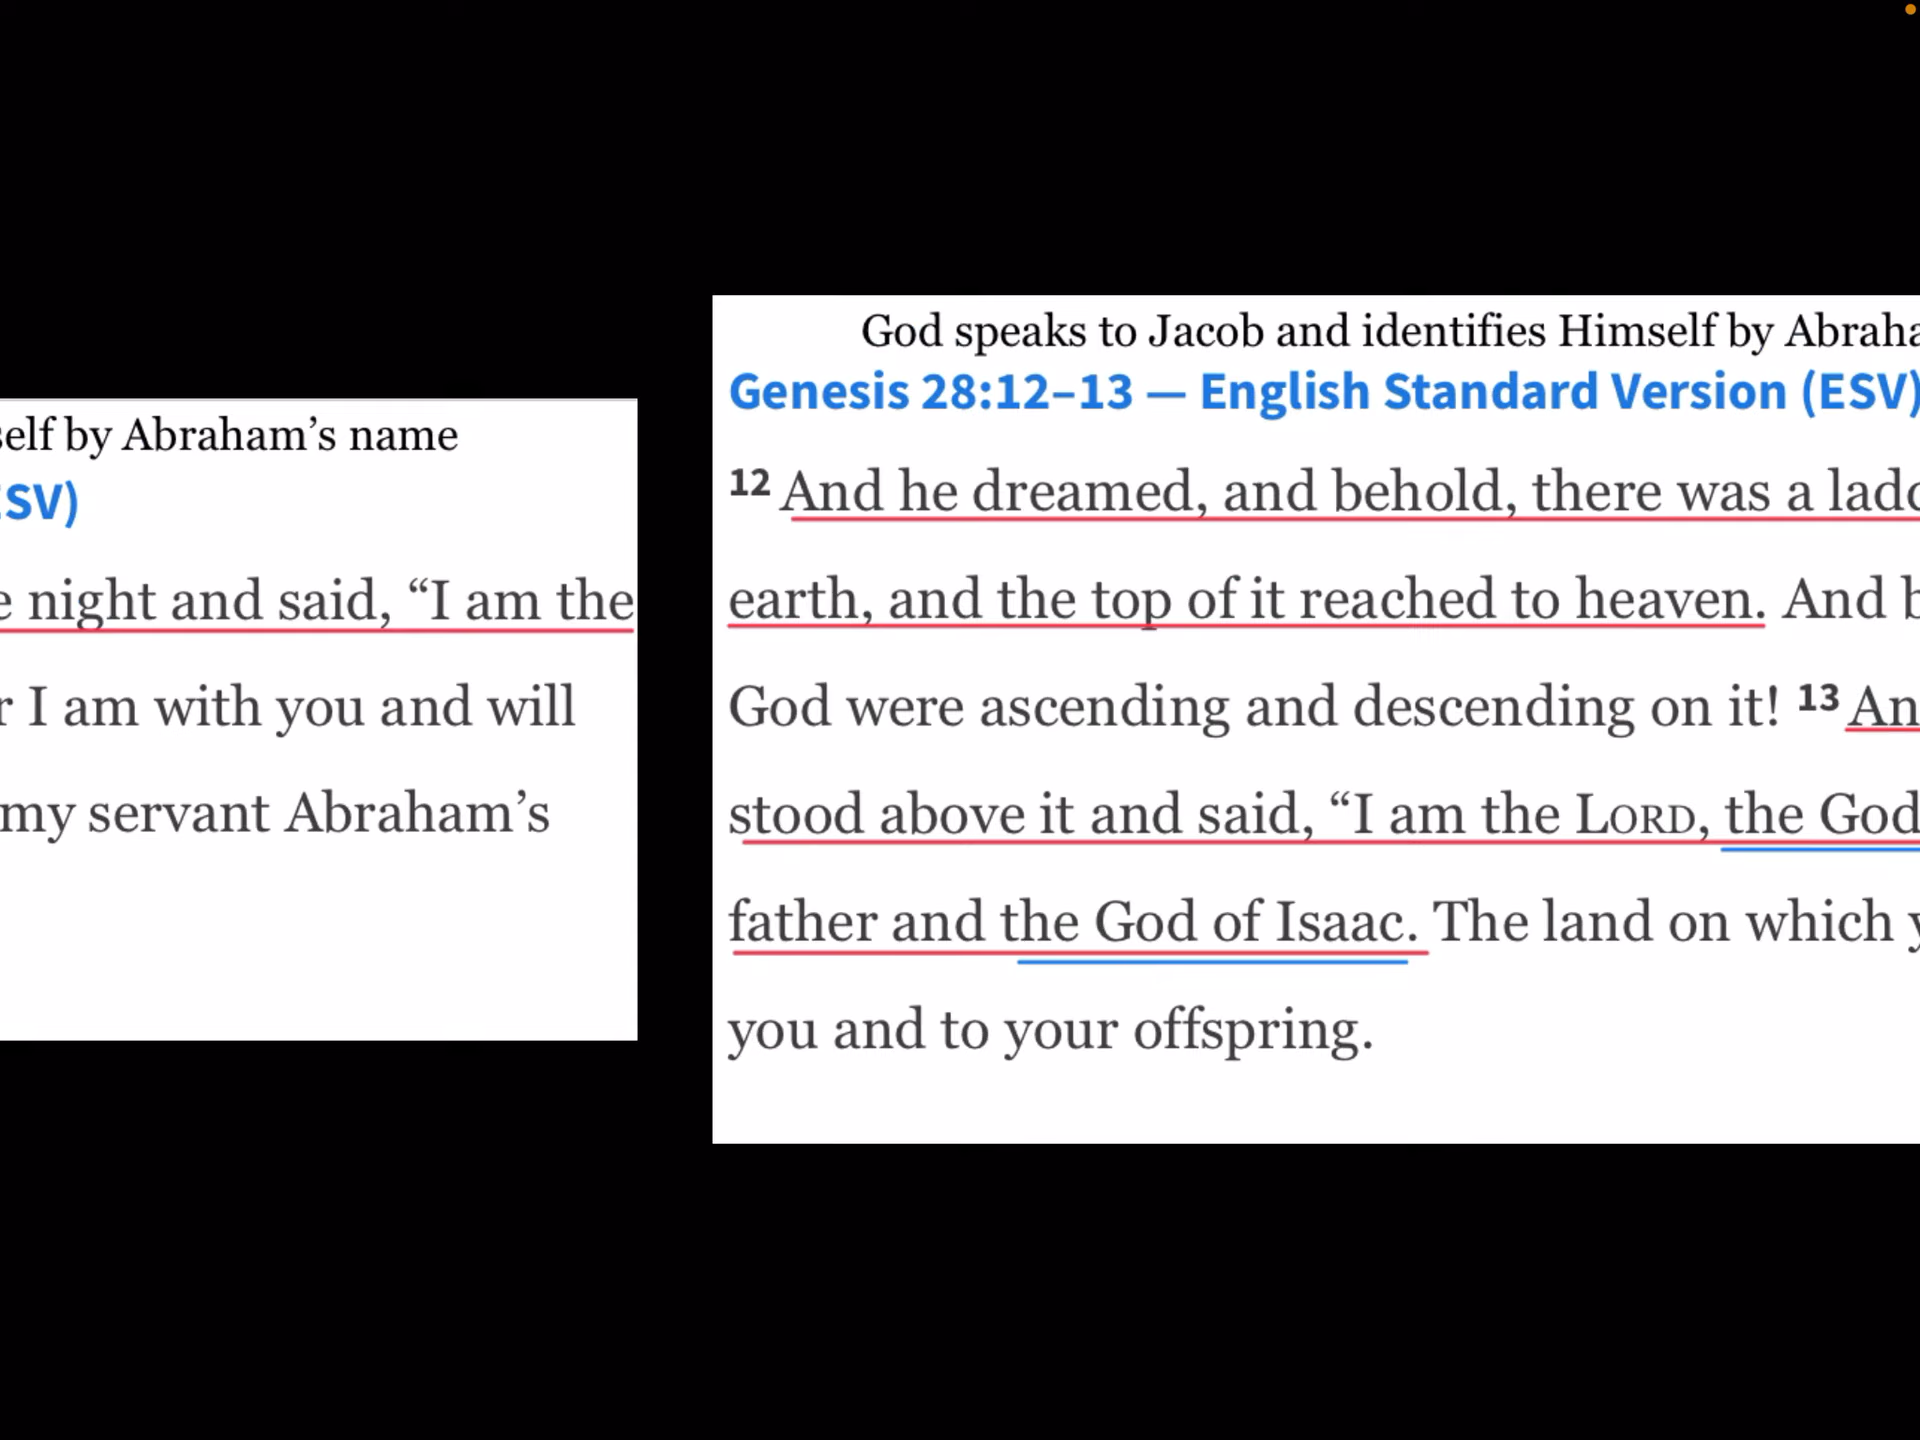 self by Abraham’s name
ESV)
e night and said, “I am the
r I am with you and will
my servant Abraham’s
God speaks to Jacob and identifies Himself by Abraha
Genesis 28:12–13 — English Standard Version (ESV)
12 And he dreamed, and behold, there was a ladd
earth, and the top of it reached to heaven. And b
God were ascending and descending on it! 13 An
stood above it and said, “I am the LORD, the God
father and the God of Isaac. The land on which y
you and to your offspring.